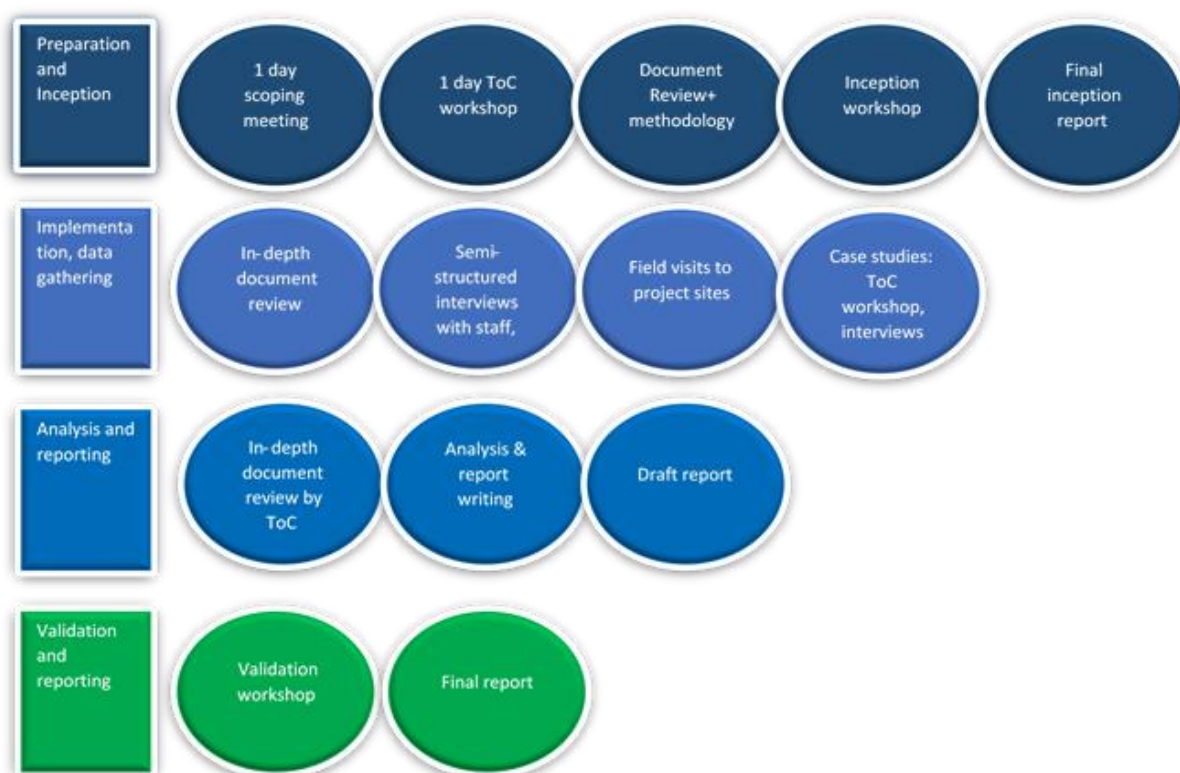 Preparation
and
Inception
1 day
scoping
meeting
1 day ToC
workshop
Document
Review+
methodology
Inception
workshop
Final
inception
report
Implementa
tion, data
gathering
In-depth
document
review
Semi-
structured
interviews
with staff,
Field visits to
project sites
Case studies:
ToC
workshop,
interviews
Analysis and
reporting
In-depth
document
review by
ToC
Analysis &
report
writing
Draft report
Validation
and
reporting
Validation
workshop
Final report